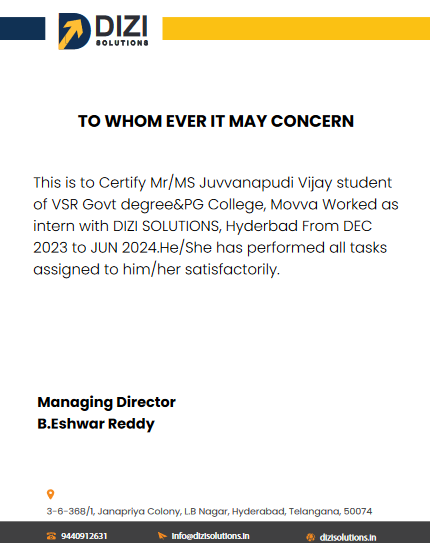 DIZI
SOLUTIONS
TO WHOM EVER IT MAY CONCERN
This is to Certify Mr/MS Juvvanapudi Vijay student
of VSR Govt degree&PG College, Movva Worked as
intern with DIZI SOLUTIONS, Hyderbad From DEC
2023 to JUN 2024.He/She has performed all tasks
assigned to him/her satisfactorily.
Managing Director
B.Eshwar Reddy
3-6-368/1, Janapriya Colony, L.B Nagar, Hyderabad, Telangana, 50074
9440912631 Info@dizisolutions.in dizisolutions.in